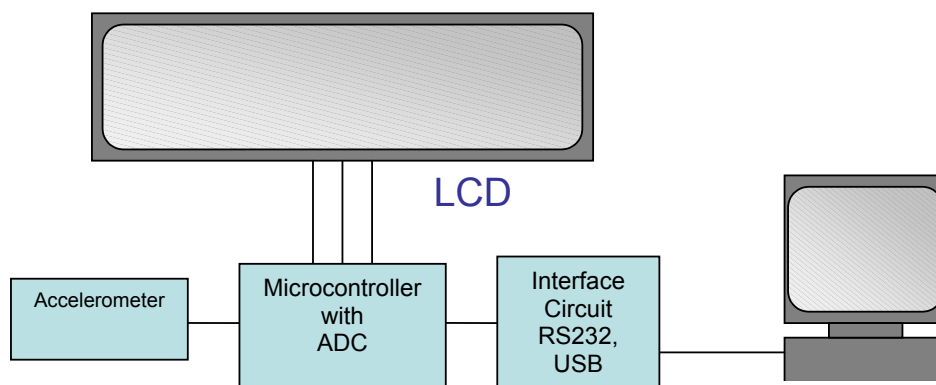 LCD
Accelerometer
Microcontroller
with
ADC
Interface
Circuit
RS232,
USB